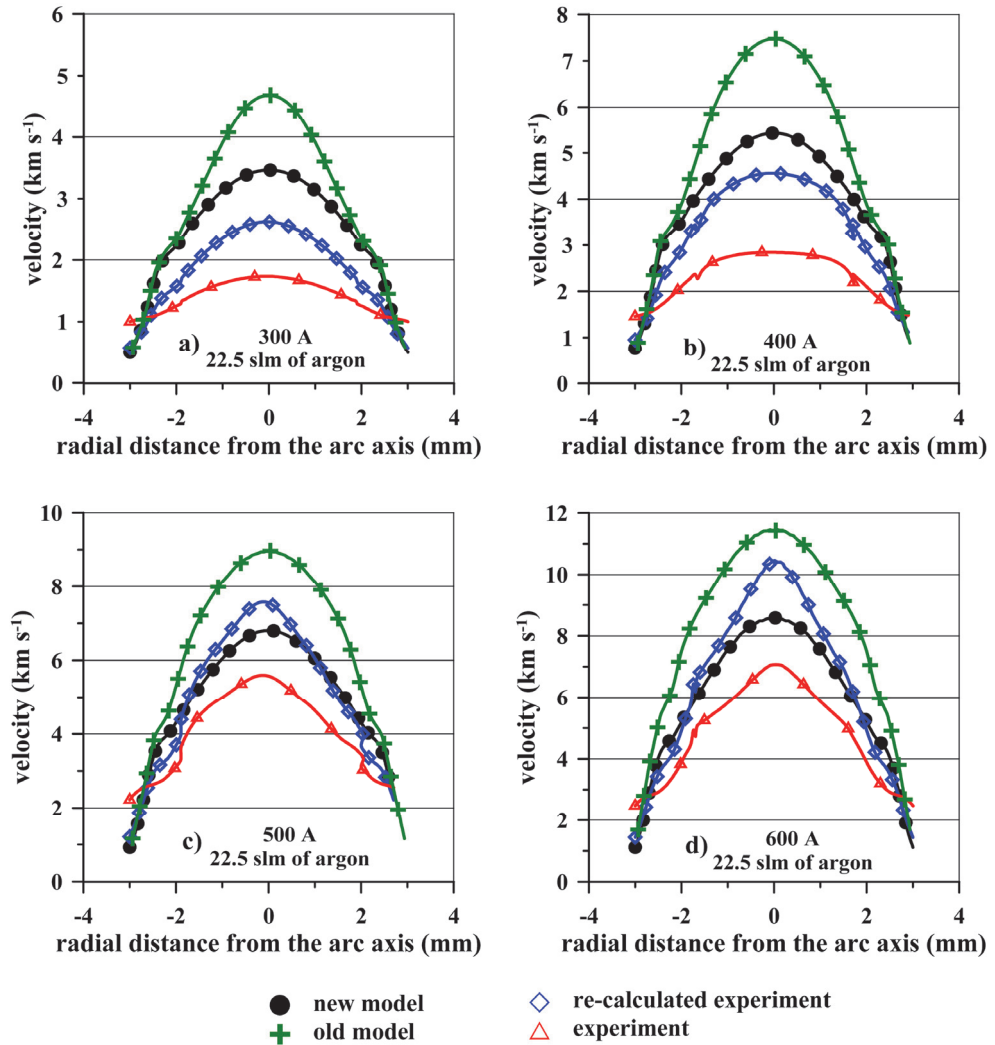 6
5
4
3
2
1
0
velocity (km s⁻¹)
a)
300 A
22.5 slm of argon
-4 -2 0 2 4
radial distance from the arc axis (mm)
8
7
6
5
4
3
2
1
0
velocity (km s⁻¹)
b)
400 A
22.5 slm of argon
-4 -2 0 2 4
radial distance from the arc axis (mm)
10
8
6
4
2
0
velocity (km s⁻¹)
c)
500 A
22.5 slm of argon
-4 -2 0 2 4
radial distance from the arc axis (mm)
12
10
8
6
4
2
0
velocity (km s⁻¹)
d)
600 A
22.5 slm of argon
-4 -2 0 2 4
radial distance from the arc axis (mm)
new model
old model
re-calculated experiment
experiment